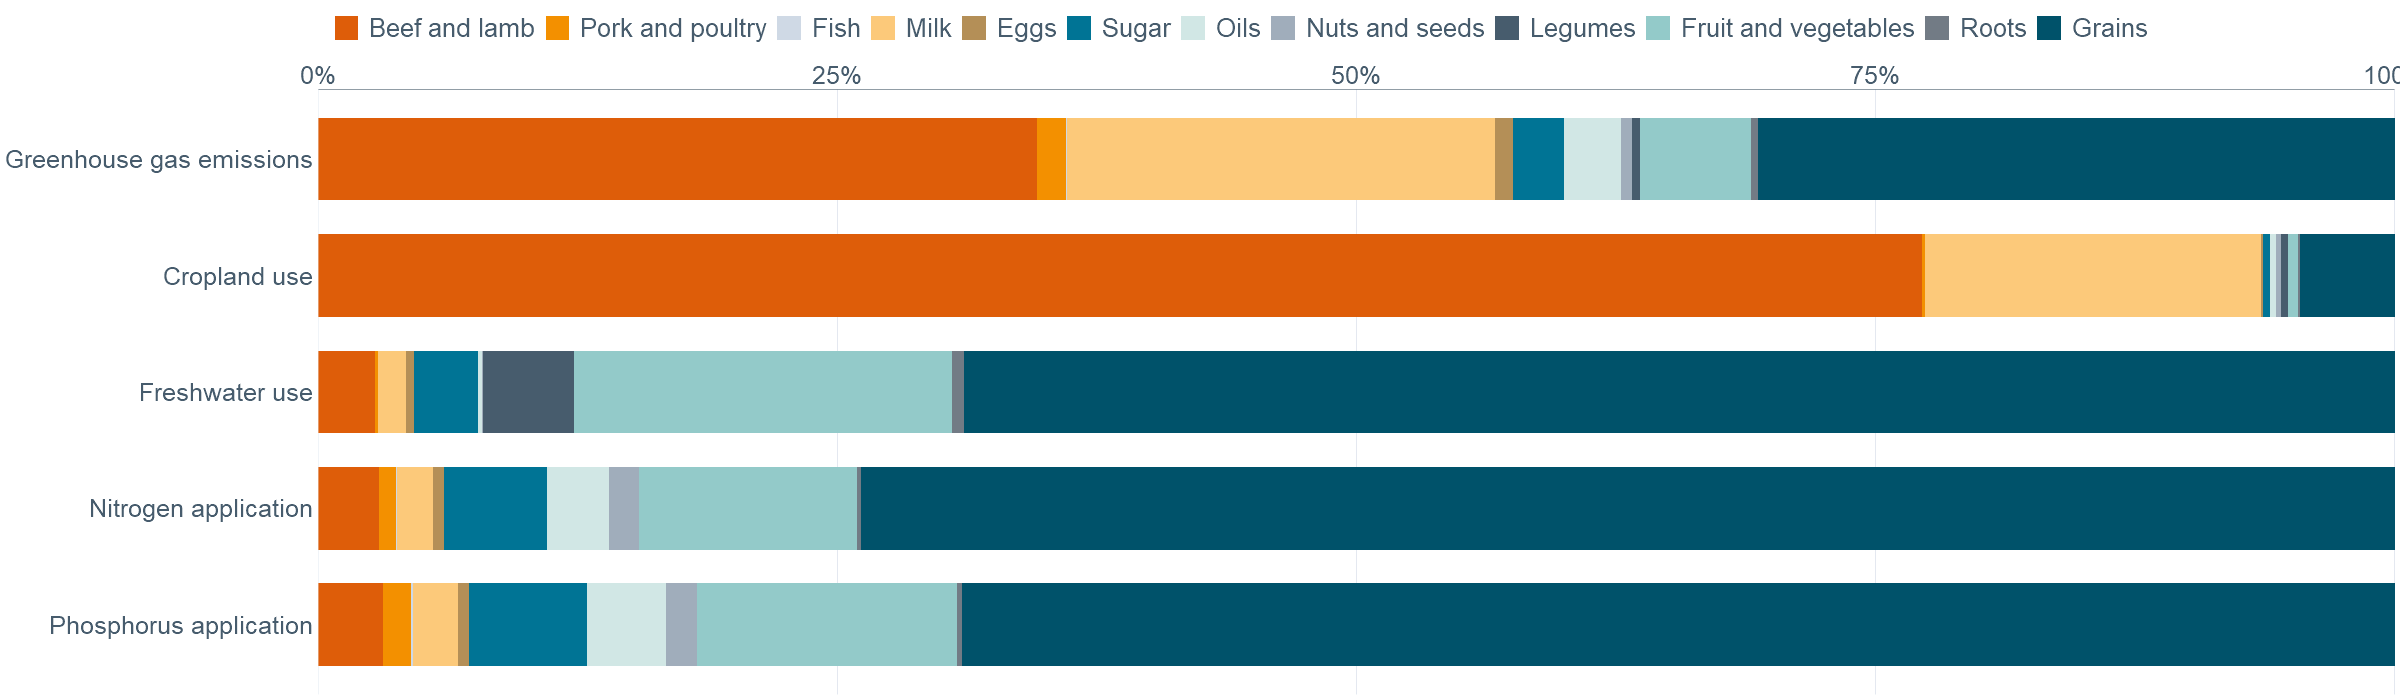 Beef and lamb Pork and poultry Fish Milk Eggs Sugar Oils Nuts and seeds Legumes Fruit and vegetables Roots Grains
0% 25% 50% 75% 100
Greenhouse gas emissions
Cropland use
Freshwater use
Nitrogen application
Phosphorus application